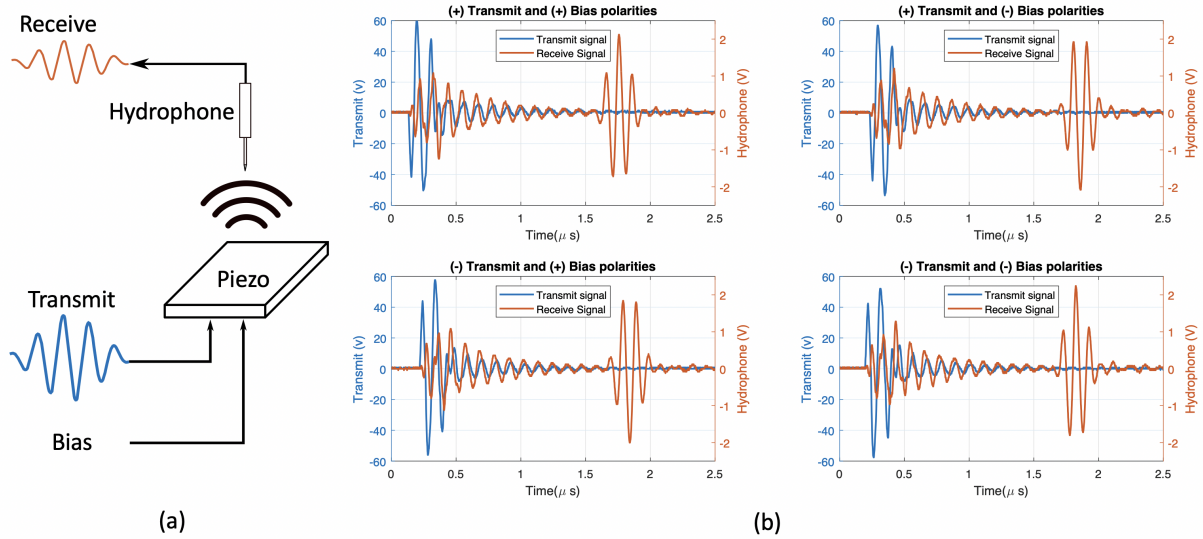 Receive
Hydrophone
Piezo
Transmit
Bias
(a)
(+) Transmit and (+) Bias polarities
Transmit signal
Receive Signal
Transmit (v)
60
40
20
0
-20
-40
-60
Hydrophone (V)
2
1
0
-1
-2
0 0.5 1 1.5 2 2.5
Time(μ s)
(+) Transmit and (-) Bias polarities
Transmit signal
Receive Signal
Transmit (v)
60
40
20
0
-20
-40
-60
Hydrophone (V)
2
1
0
-1
-2
0 0.5 1 1.5 2 2.5
Time(μ s)
(-) Transmit and (+) Bias polarities
Transmit signal
Receive Signal
Transmit (v)
60
40
20
0
-20
-40
-60
Hydrophone (V)
2
1
0
-1
-2
0 0.5 1 1.5 2 2.5
Time(μ s)
(-) Transmit and (-) Bias polarities
Transmit signal
Receive Signal
Transmit (v)
60
40
20
0
-20
-40
-60
Hydrophone (V)
2
1
0
-1
-2
0 0.5 1 1.5 2 2.5
Time(μ s)
(b)